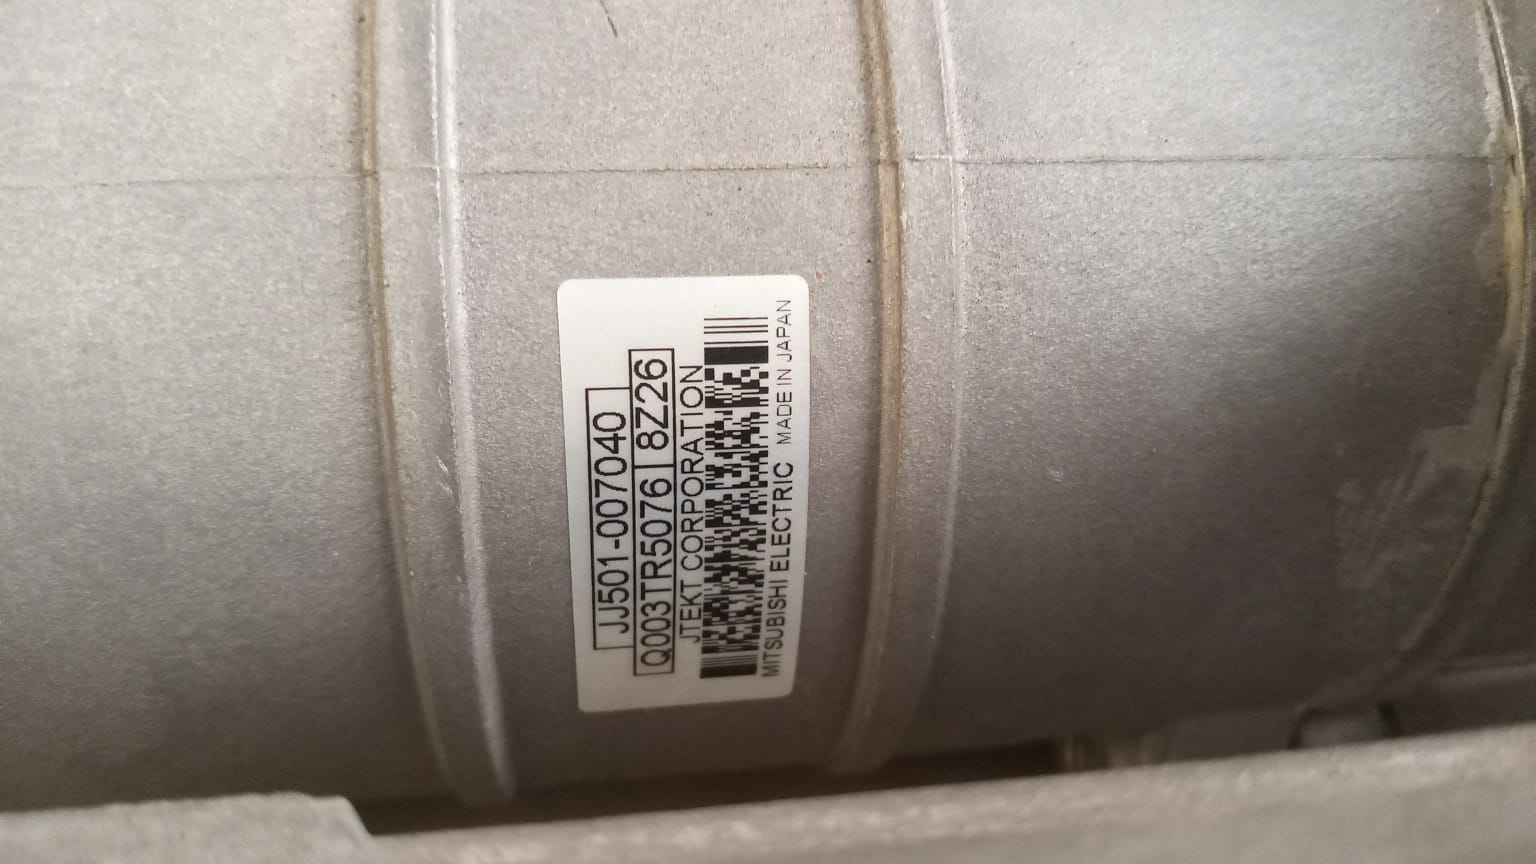 JJ501-007040
Q003TR5076 8Z26
JTEKT CORPORATION
MITSUBISHI ELECTRIC MADE IN JAPAN